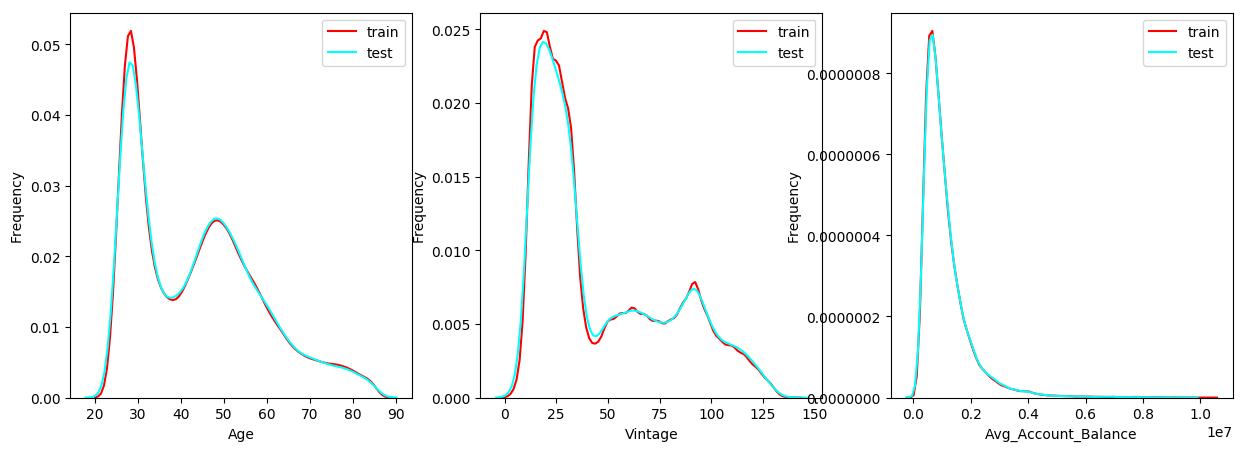 train
test
0.05
0.04
0.03
0.02
0.01
0.00
Frequency
20 30 40 50 60 70 80 90
Age
train
test
0.025
0.020
0.015
0.010
0.005
0.000
Frequency
0 25 50 75 100 125 150
Vintage
train
test
0.0000008
0.0000006
0.0000004
0.0000002
0.0000000
Frequency
0.0 0.2 0.4 0.6 0.8 1.0
1e7
Avg_Account_Balance